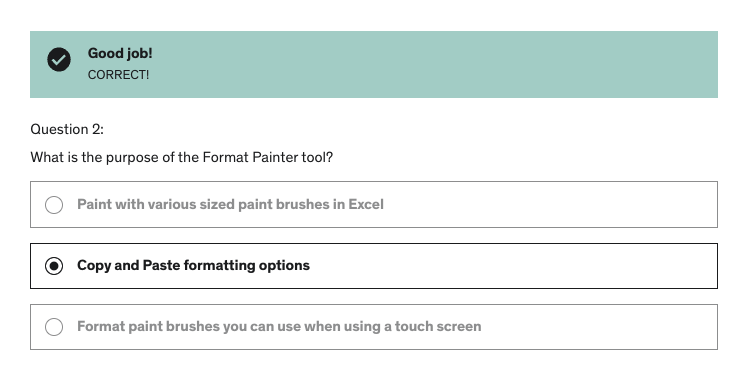 Good job!
CORRECT!
Question 2:
What is the purpose of the Format Painter tool?
Paint with various sized paint brushes in Excel
Copy and Paste formatting options
Format paint brushes you can use when using a touch screen